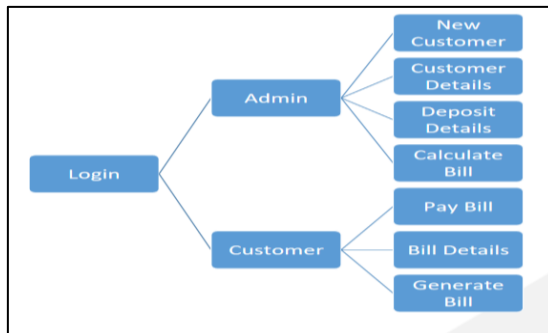 Login
Admin
New
Customer
Customer
Details
Deposit
Details
Calculate
Bill
Customer
Pay Bill
Bill Details
Generate
Bill